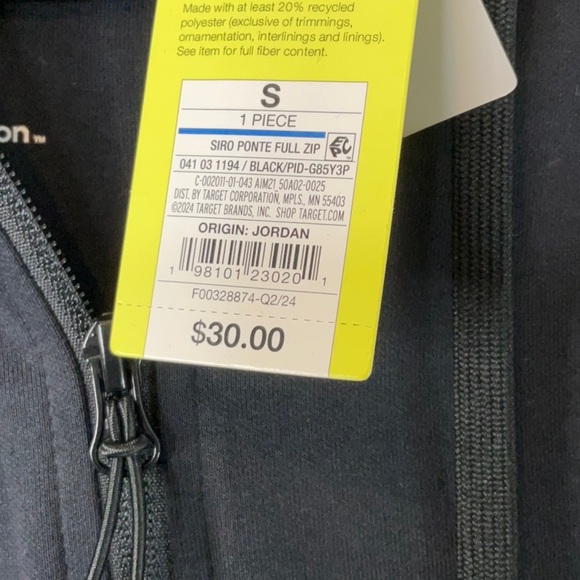 Made with at least 20% recycled
polyester (exclusive of trimmings,
ornamentation, interlinings and linings).
See item for full fiber content.
S
1 PIECE
SIRO PONTE FULL ZIP
EPC
041 03 1194 / BLACK/PID-G85Y3P
C-002011-01-043 AIM21_50A02-0025
DIST. BY TARGET CORPORATION, MPLS., MN 55403
©2024 TARGET BRANDS, INC. SHOP TARGET.COM
ORIGIN: JORDAN
1 98101 23020 1
F00328874-Q2/24
$30.00
on™